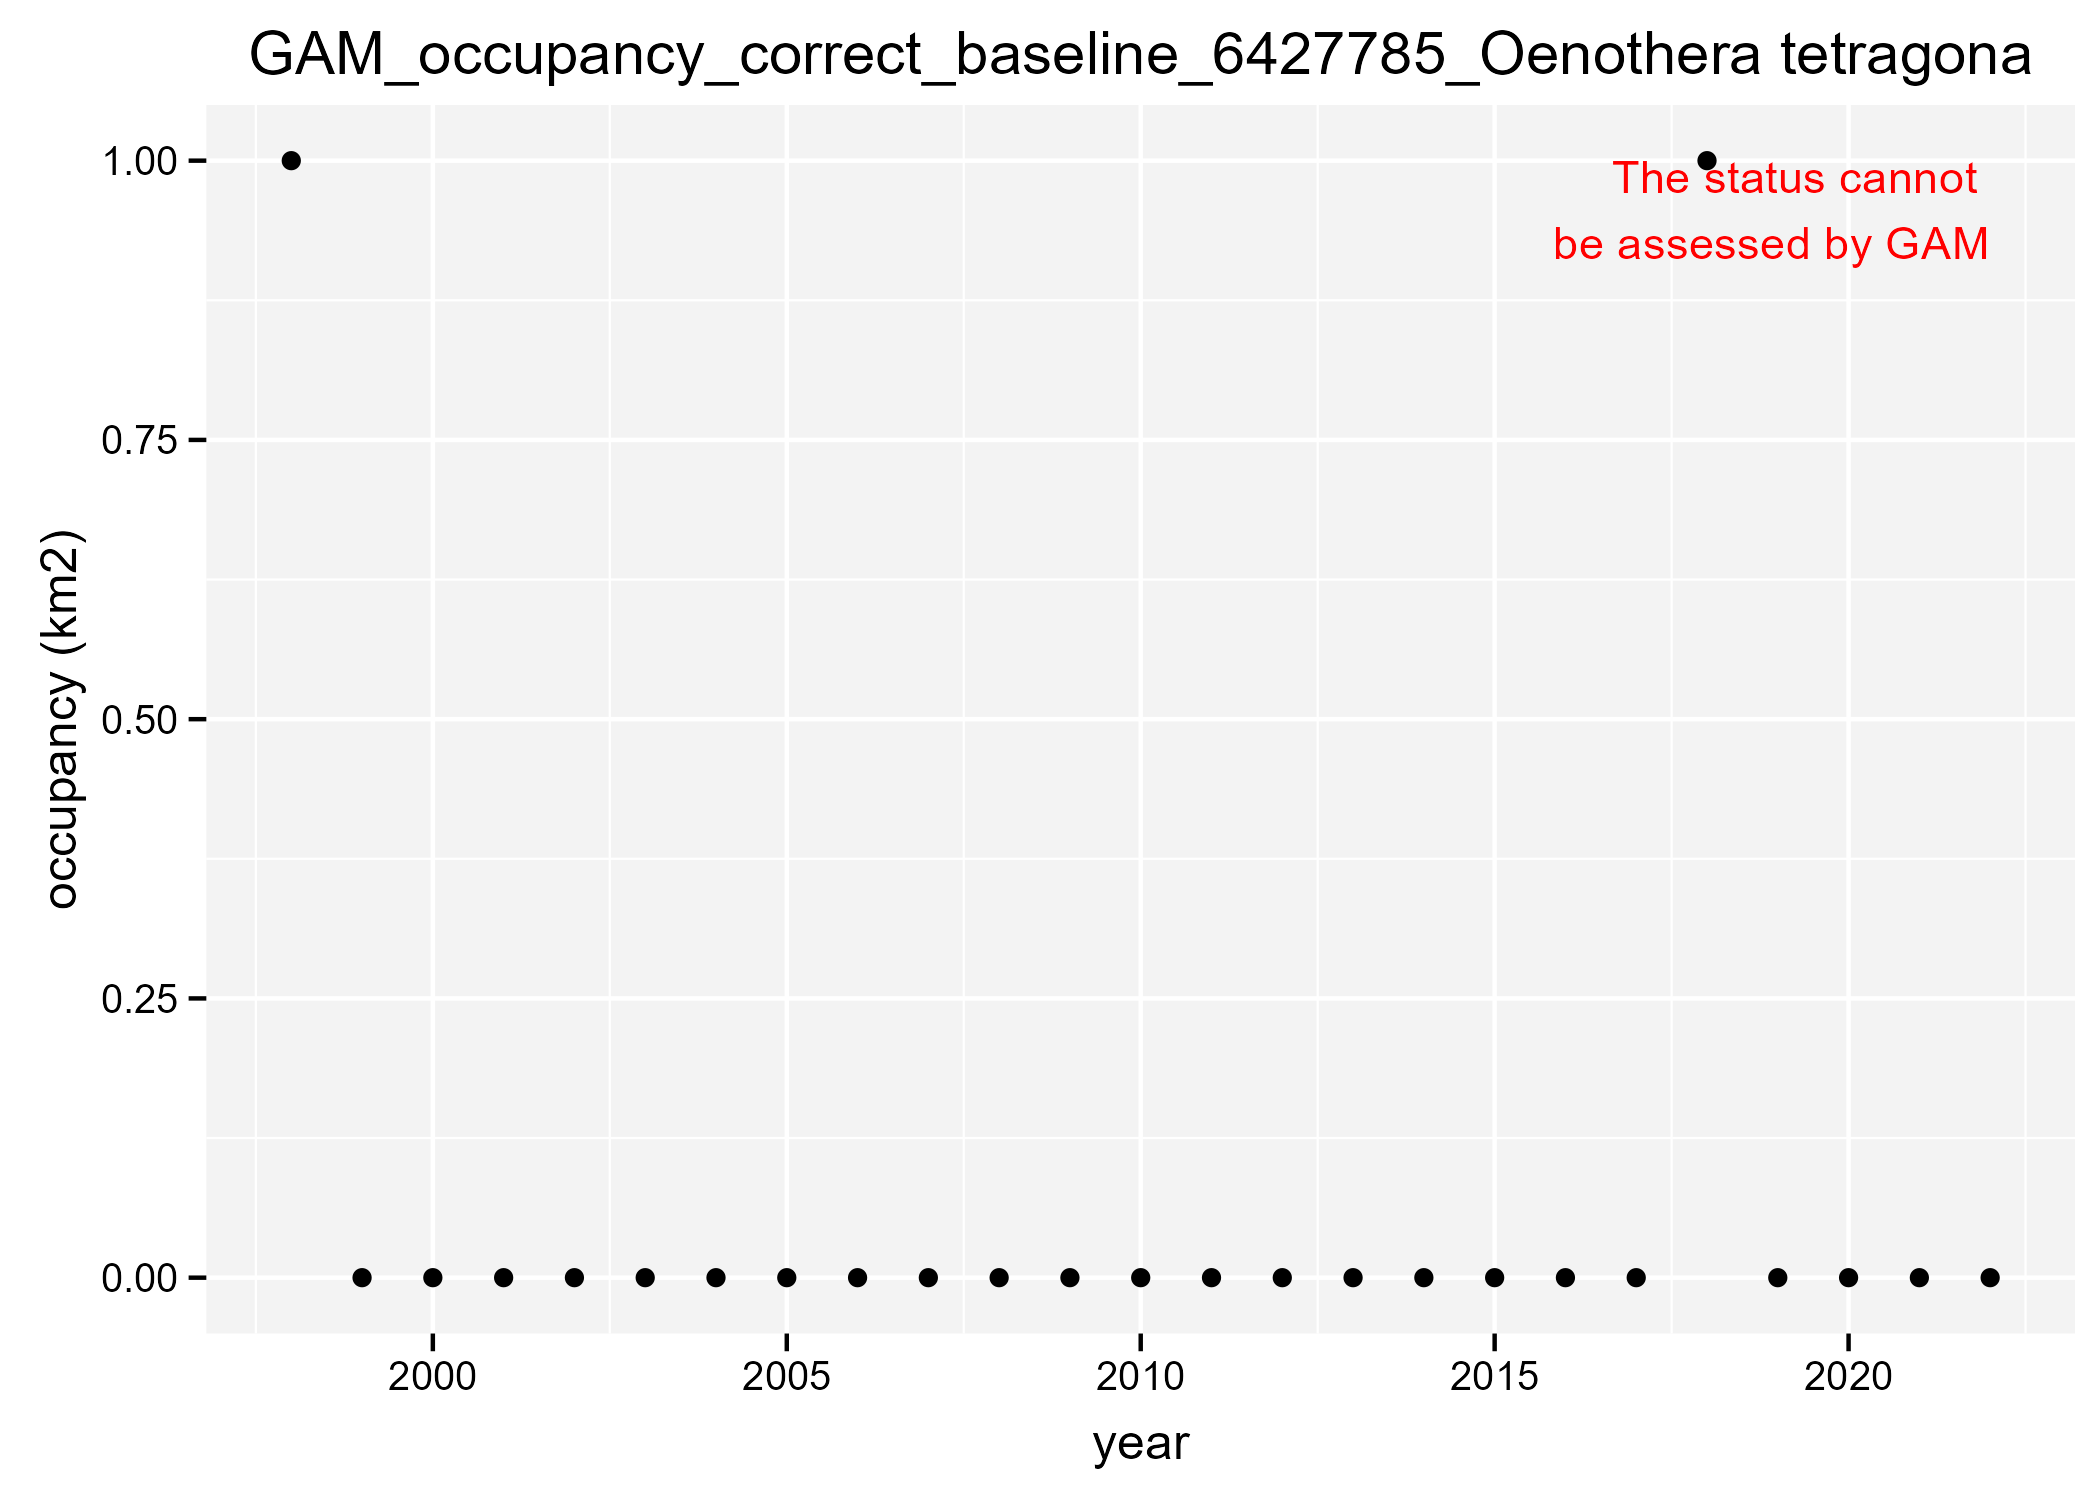 GAM_occupancy_correct_baseline_6427785_Oenothera tetragona
1.00
The status cannot
be assessed by GAM
0.75
0.50
0.25
0.00
occupancy (km2)
2000 2005 2010 2015 2020
year